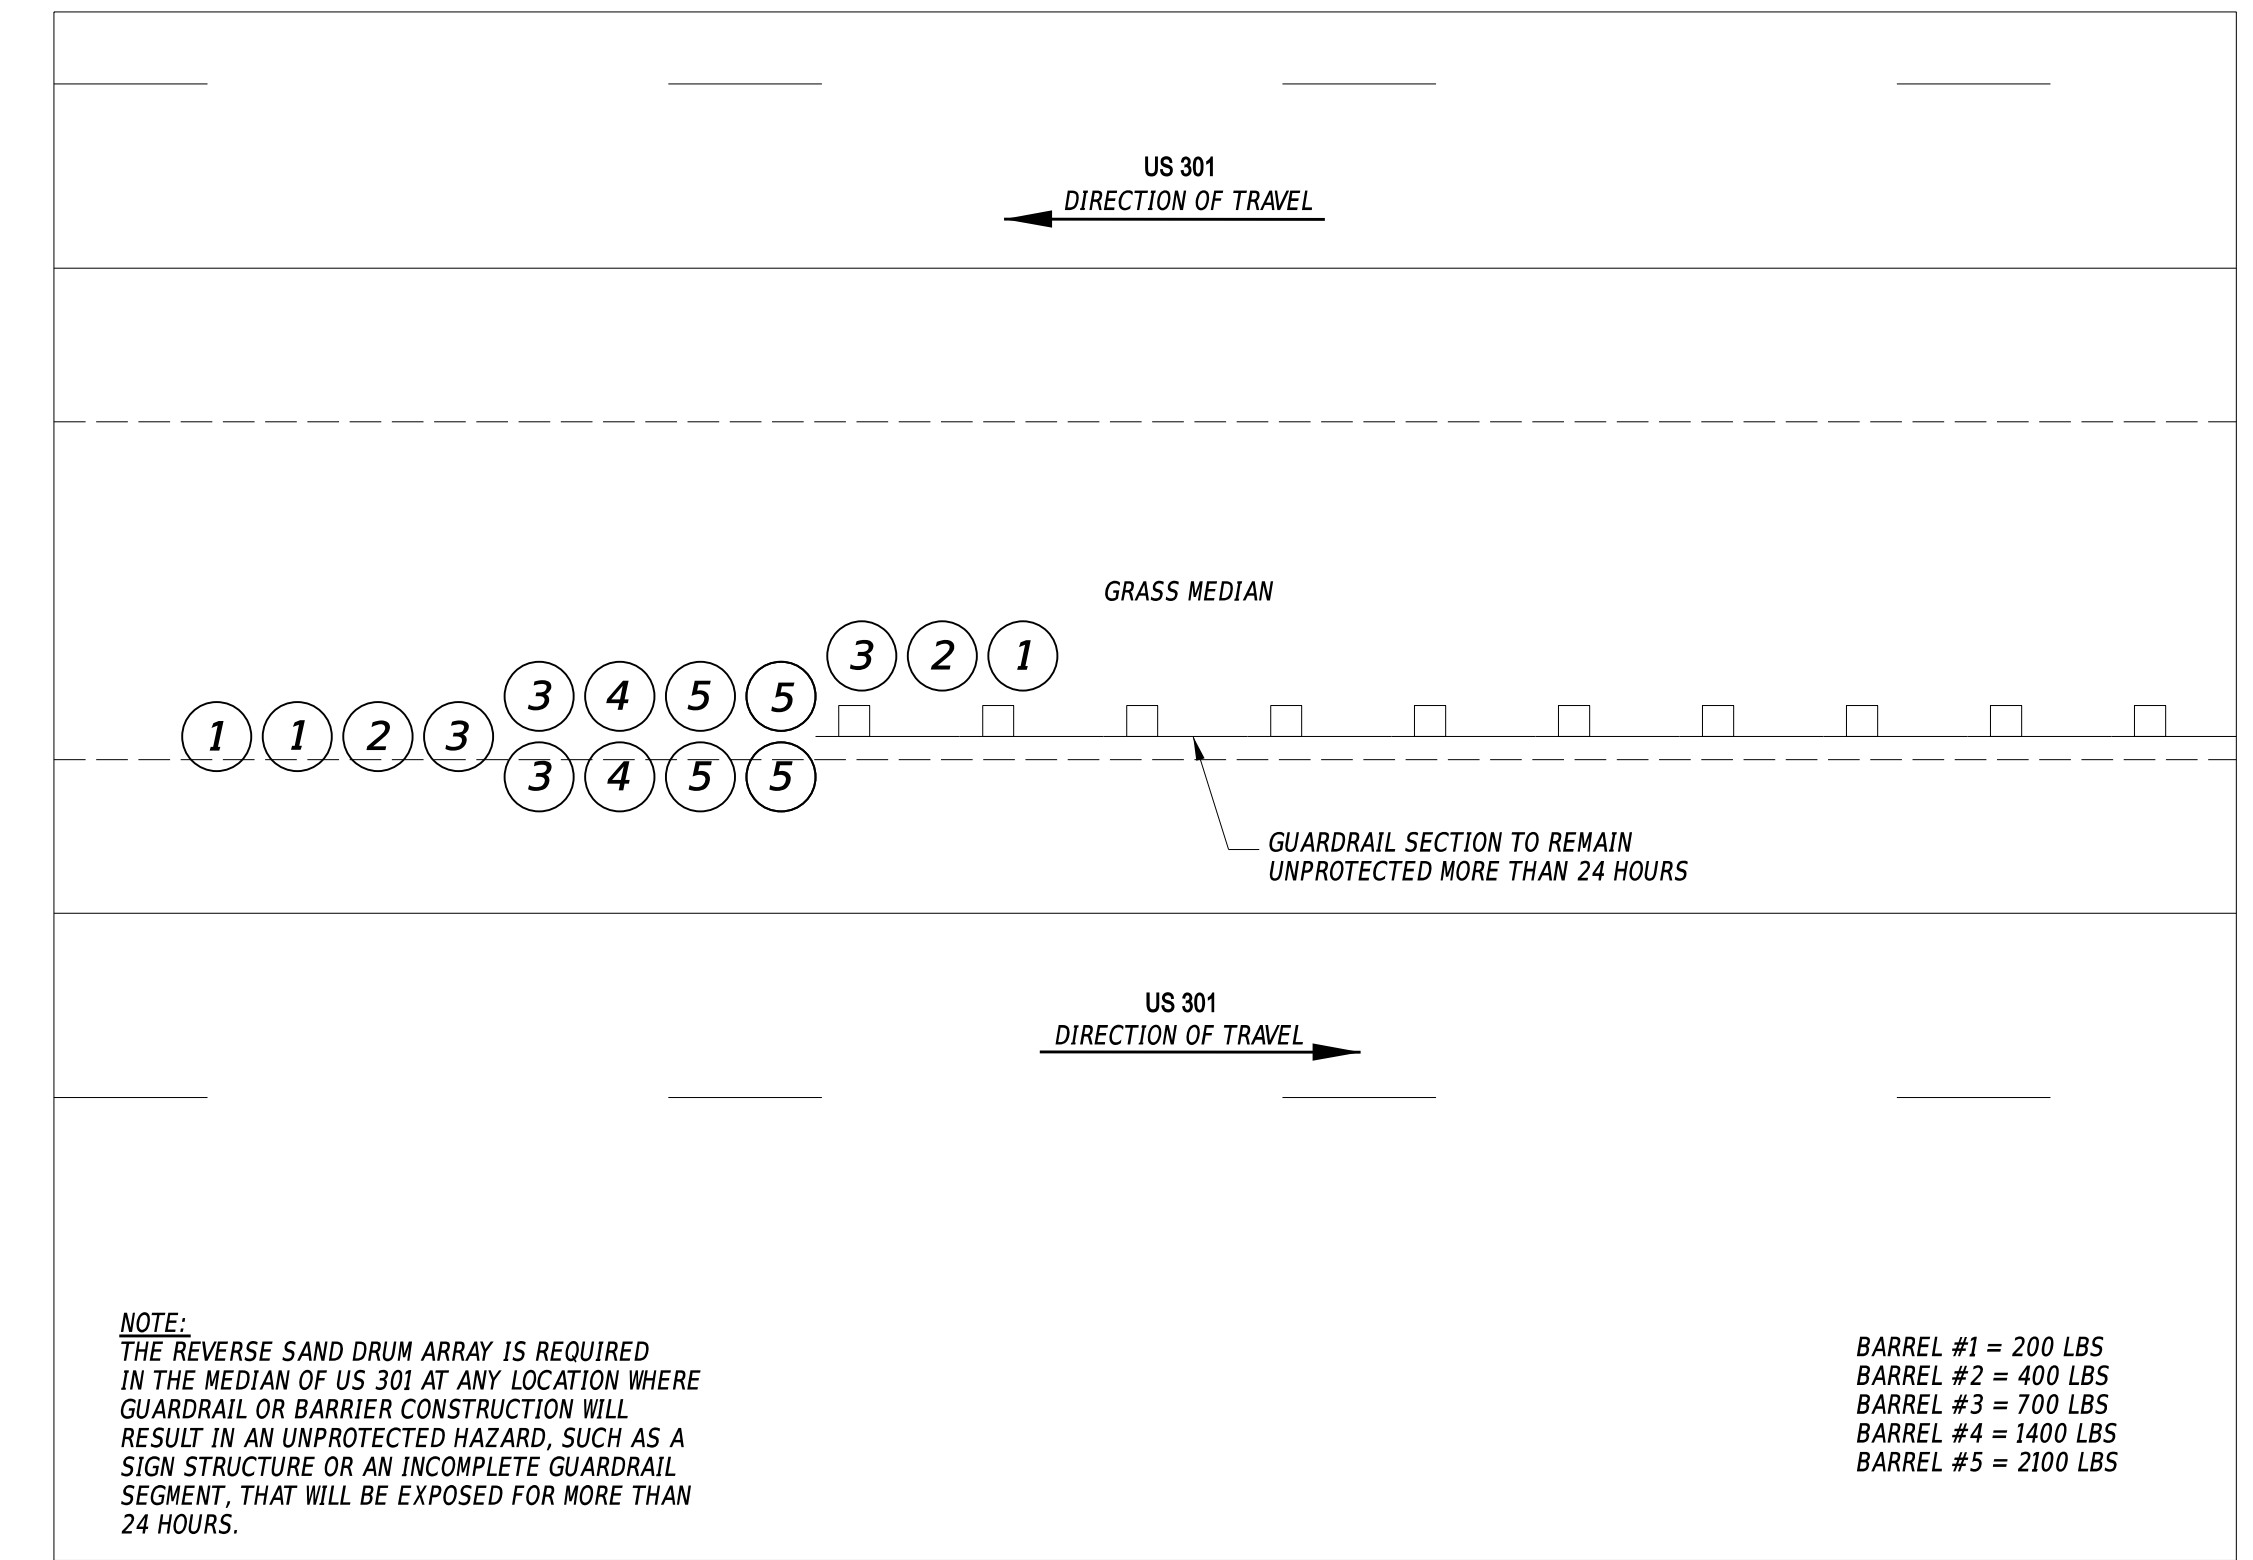 US 301
DIRECTION OF TRAVEL
GRASS MEDIAN
3 2 1
3 4 5 5
1 1 2 3
3 4 5 5
GUARDRAIL SECTION TO REMAIN
UNPROTECTED MORE THAN 24 HOURS
US 301
DIRECTION OF TRAVEL
NOTE:
THE REVERSE SAND DRUM ARRAY IS REQUIRED
IN THE MEDIAN OF US 301 AT ANY LOCATION WHERE
GUARDRAIL OR BARRIER CONSTRUCTION WILL
RESULT IN AN UNPROTECTED HAZARD, SUCH AS A
SIGN STRUCTURE OR AN INCOMPLETE GUARDRAIL
SEGMENT, THAT WILL BE EXPOSED FOR MORE THAN
24 HOURS.
BARREL #1 = 200 LBS
BARREL #2 = 400 LBS
BARREL #3 = 700 LBS
BARREL #4 = 1400 LBS
BARREL #5 = 2100 LBS